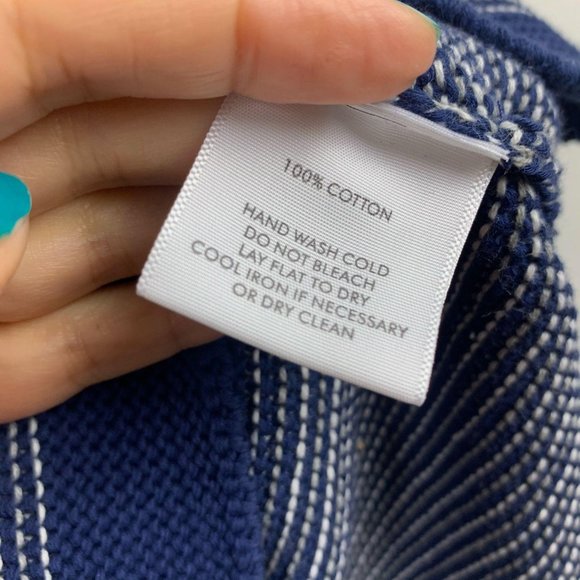 100% COTTON
HAND WASH COLD
DO NOT BLEACH
LAY FLAT TO DRY
COOL IRON IF NECESSARY
OR DRY CLEAN